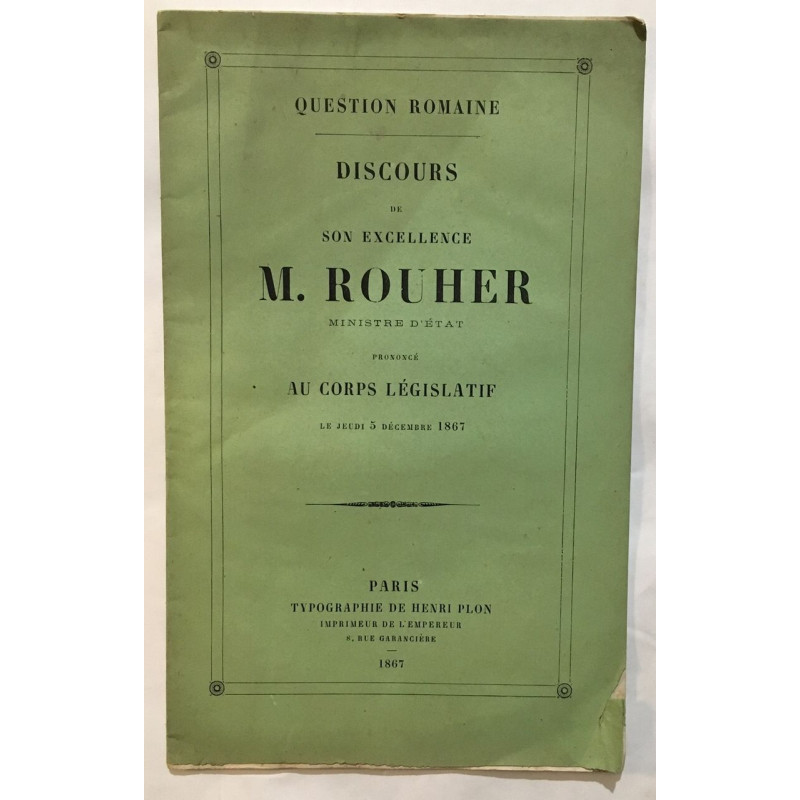 QUESTION ROMAINE
DISCOURS
DE
SON EXCELLENCE
M. ROUHER
MINISTRE D'ÉTAT
PRONONCÉ
AU CORPS LÉGISLATIF
LE JEUDI 5 DÉCEMBRE 1867
PARIS
TYPOGRAPHIE DE HENRI PLON
IMPRIMEUR DE L'EMPEREUR
8, RUE GARANCIÈRE
1867